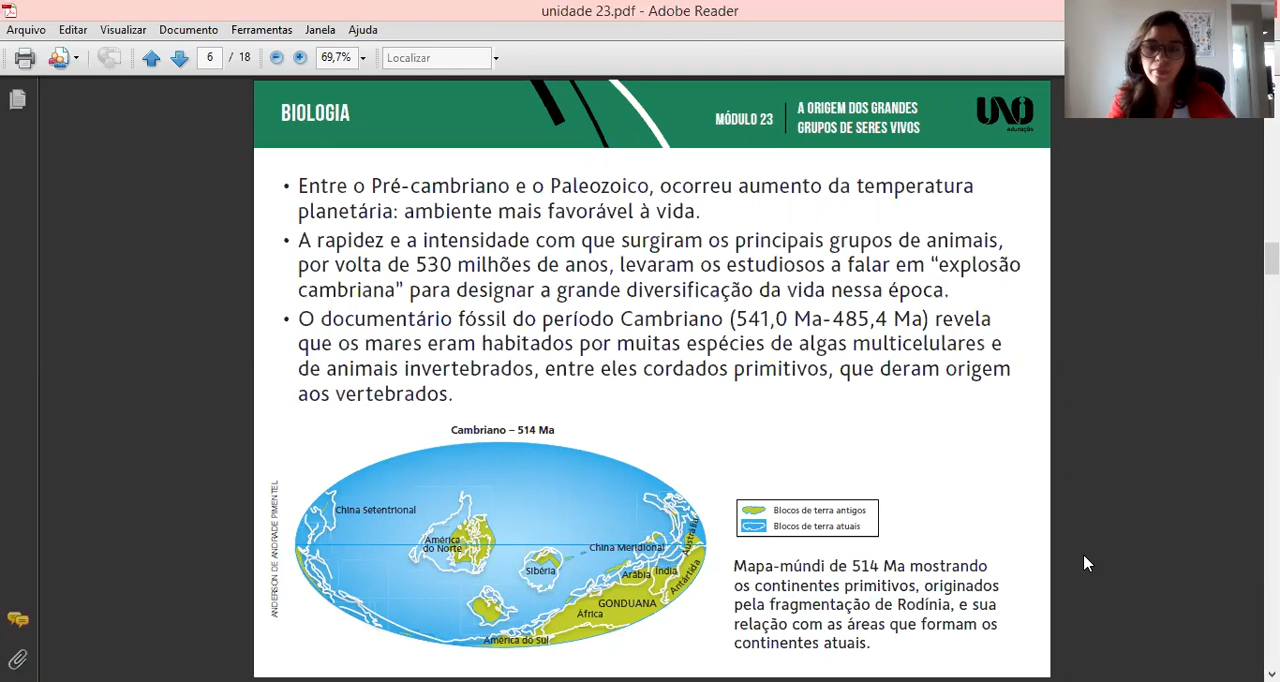 unidade 23.pdf - Adobe Reader
Arquivo Editar Visualizar Documento Ferramentas Janela Ajuda
6 / 18 69,7% Localizar
BIOLOGIA
MÓDULO 23
A ORIGEM DOS GRANDES
GRUPOS DE SERES VIVOS
UNO
educação
• Entre o Pré-cambriano e o Paleozoico, ocorreu aumento da temperatura
planetária: ambiente mais favorável à vida.
• A rapidez e a intensidade com que surgiram os principais grupos de animais,
por volta de 530 milhões de anos, levaram os estudiosos a falar em “explosão
cambriana” para designar a grande diversificação da vida nessa época.
• O documentário fóssil do período Cambriano (541,0 Ma-485,4 Ma) revela
que os mares eram habitados por muitas espécies de algas multicelulares e
de animais invertebrados, entre eles cordados primitivos, que deram origem
aos vertebrados.
Cambriano – 514 Ma
ANDERSON DE ANDRADE PIMENTEL
China Setentrional
América
do Norte
Sibéria
China Meridional
Austrália
Arábia
Índia
Antártida
GONDUANA
África
América do Sul
Blocos de terra antigos
Blocos de terra atuais
Mapa-múndi de 514 Ma mostrando
os continentes primitivos, originados
pela fragmentação de Rodínia, e sua
relação com as áreas que formam os
continentes atuais.